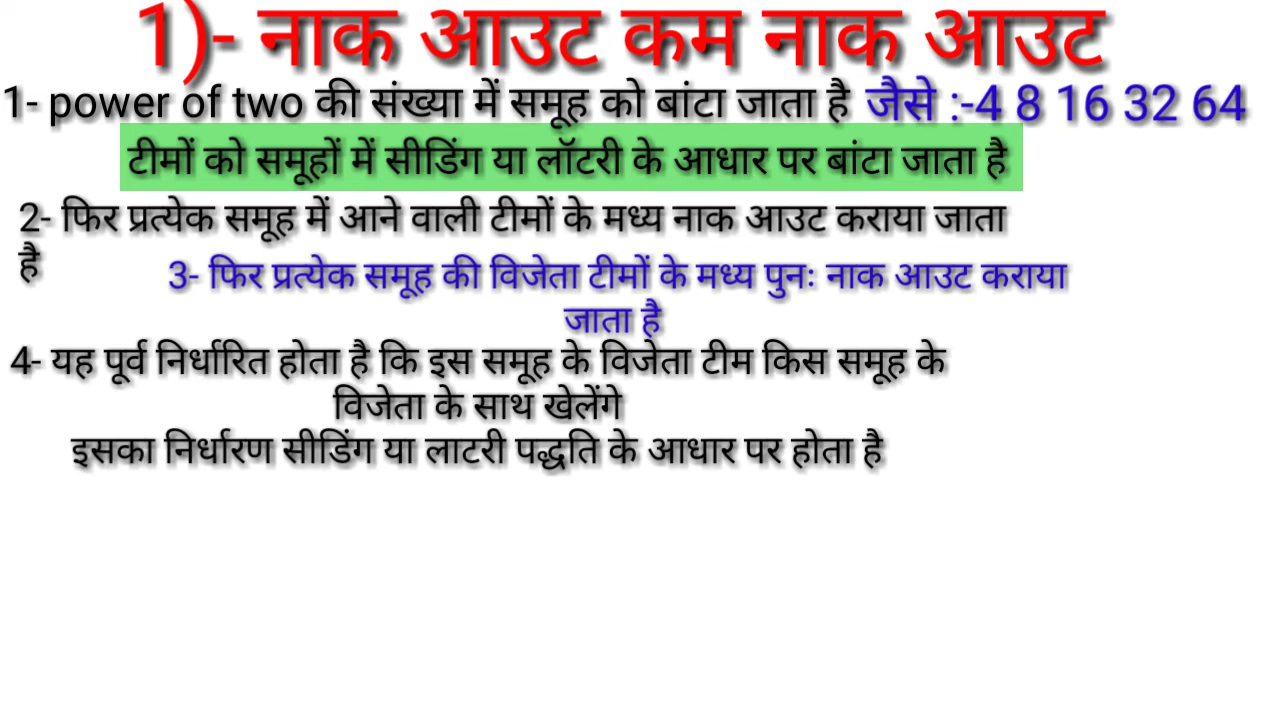 1)- नाक आउट कम नाक आउट
1- power of two की संख्या में समूह को बांटा जाता है जैसे :-4 8 16 32 64
टीमों को समूहों में सीडिंग या लॉटरी के आधार पर बांटा जाता है
2- फिर प्रत्येक समूह में आने वाली टीमों के मध्य नाक आउट कराया जाता
है
3- फिर प्रत्येक समूह की विजेता टीमों के मध्य पुनः नाक आउट कराया
जाता है
4- यह पूर्व निर्धारित होता है कि इस समूह के विजेता टीम किस समूह के
विजेता के साथ खेलेंगे
इसका निर्धारण सीडिंग या लाटरी पद्धति के आधार पर होता है